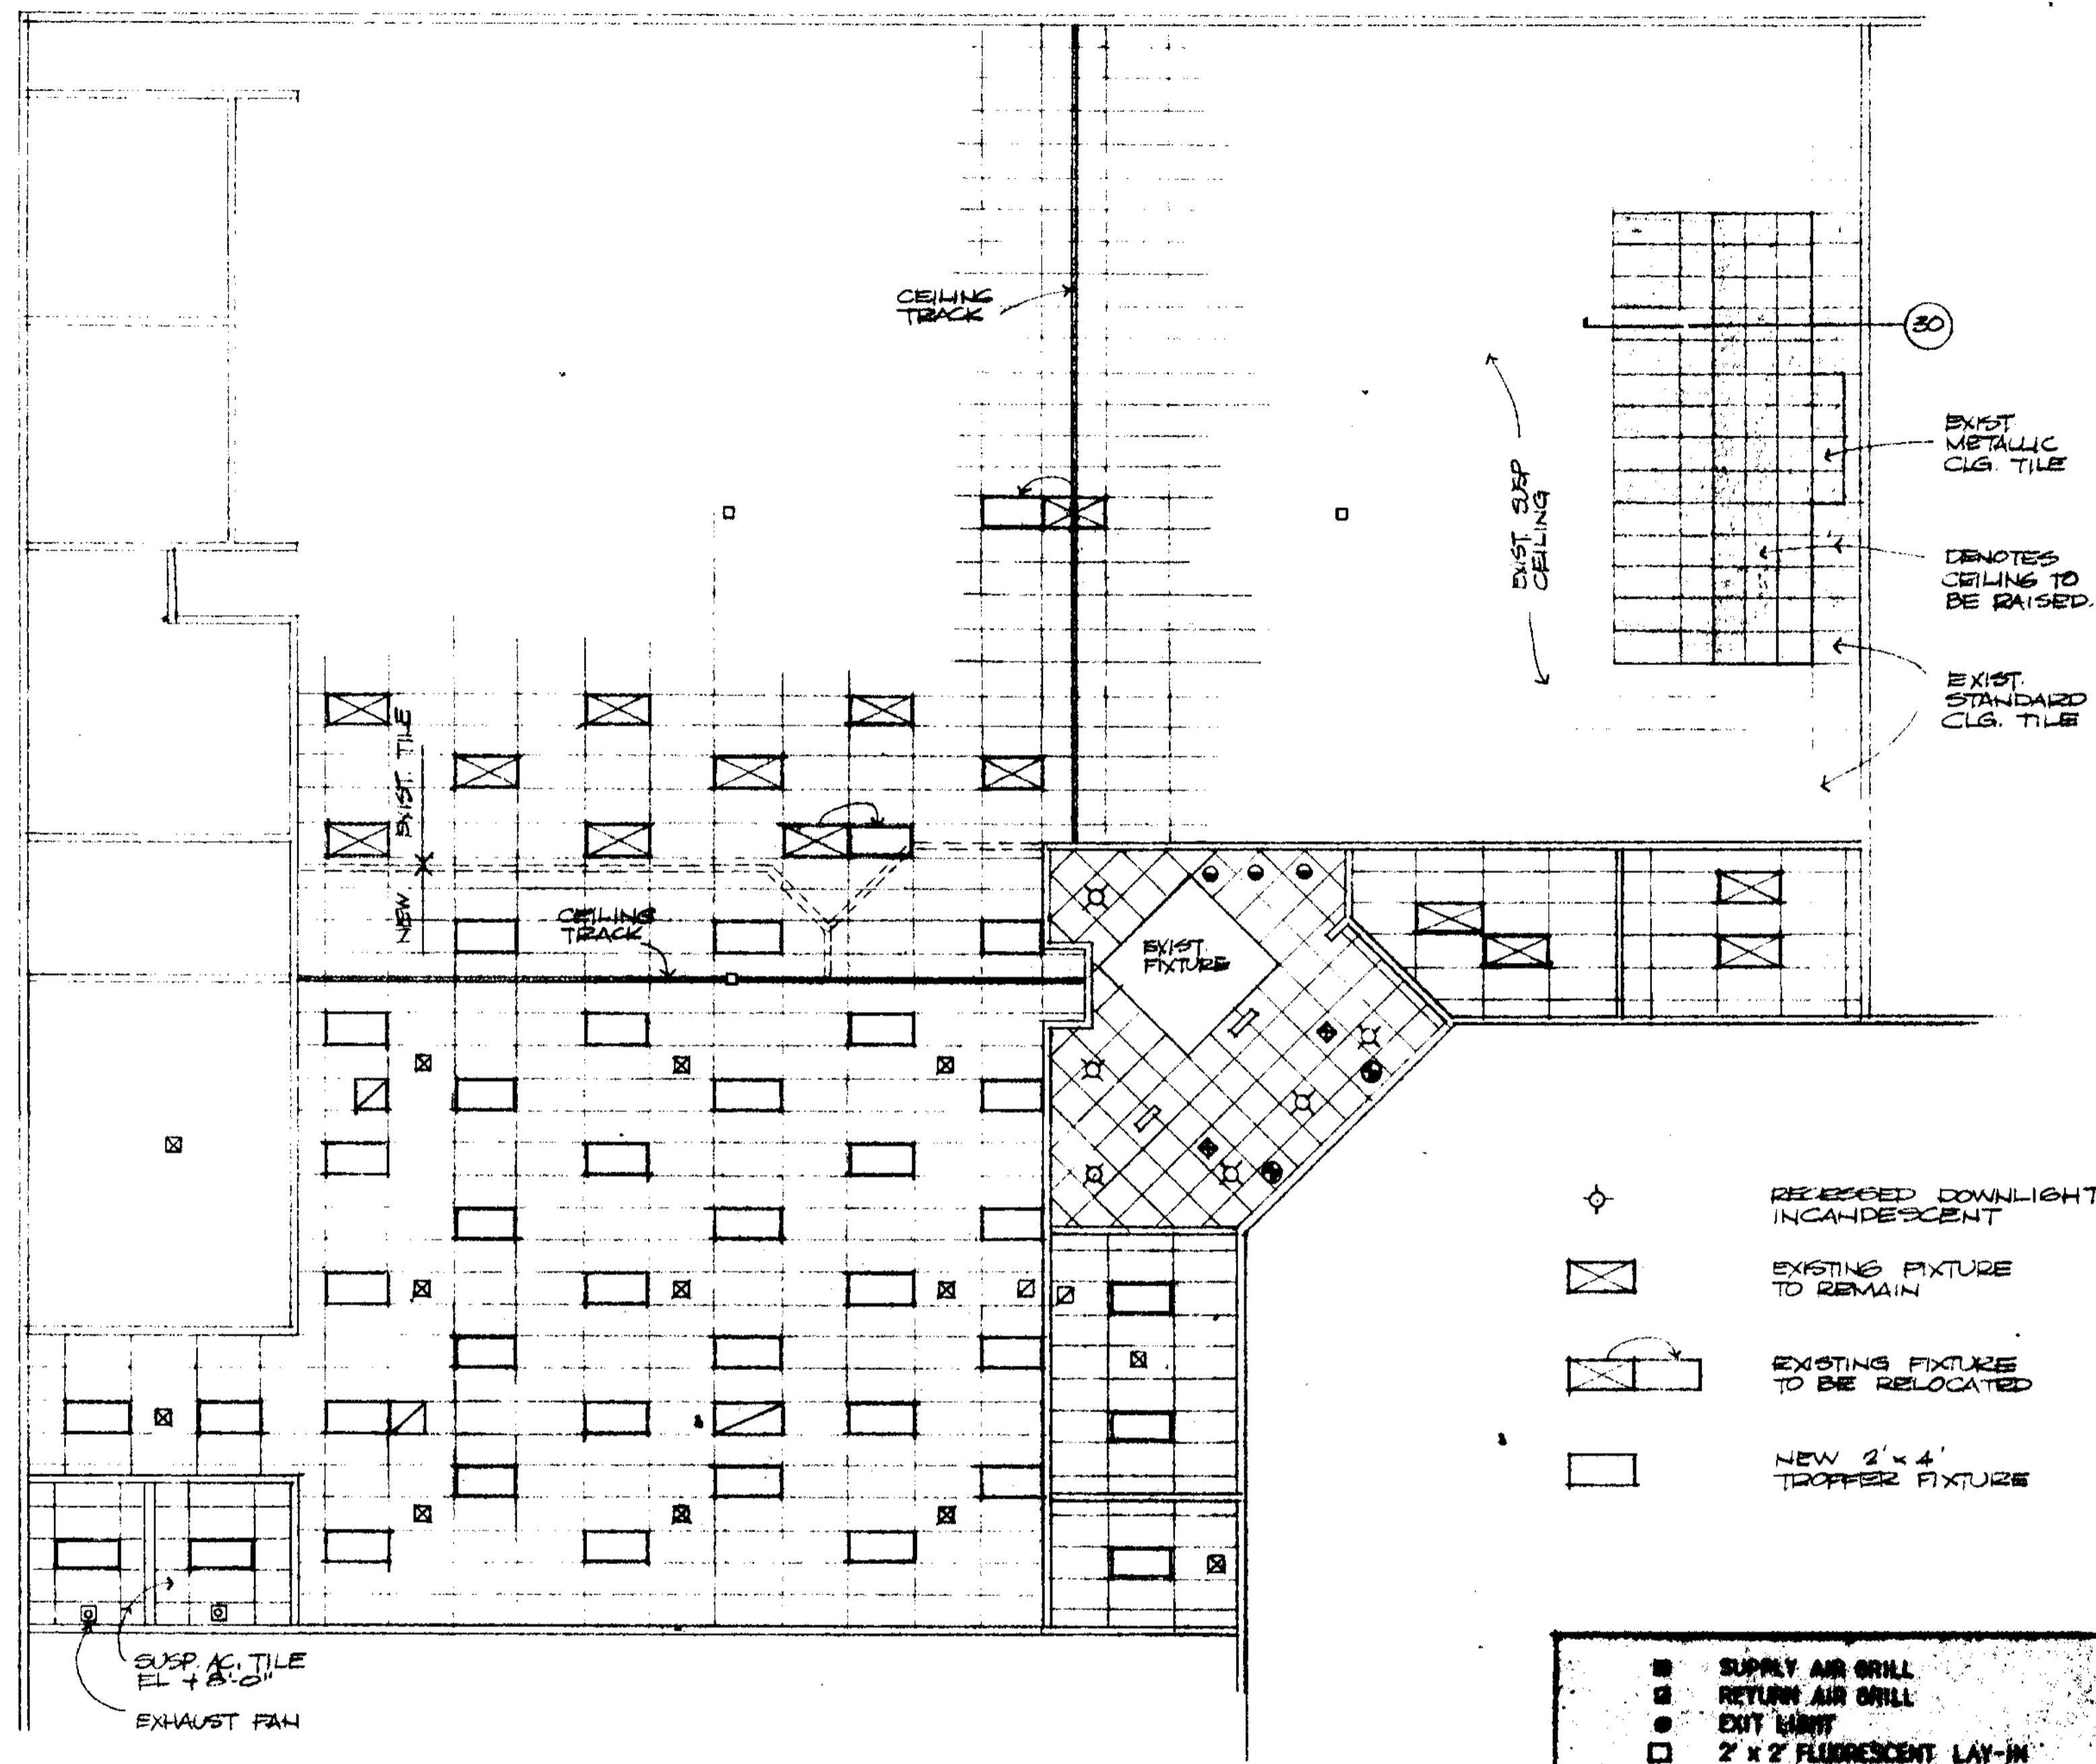 CEILING
TRACK
30
EXIST. SUSP
CEILING
EXIST
METALLIC
CLG. TILE
DENOTES
CEILING TO
BE RAISED.
EXIST.
STANDARD
CLG. TILE
EXIST. TILE
NEW
CEILING
TRACK
EXIST.
FIXTURE
RECESSED DOWNLIGHT
INCANDESCENT
EXISTING FIXTURE
TO REMAIN
EXISTING FIXTURE
TO BE RELOCATED
NEW 2' x 4'
TROFFER FIXTURE
SUSP. AC. TILE
EL + 8'-0"
EXHAUST FAN
SUPPLY AIR GRILL
RETURN AIR GRILL
EXIT LIGHT
2' X 2' FLUORESCENT LAY-IN